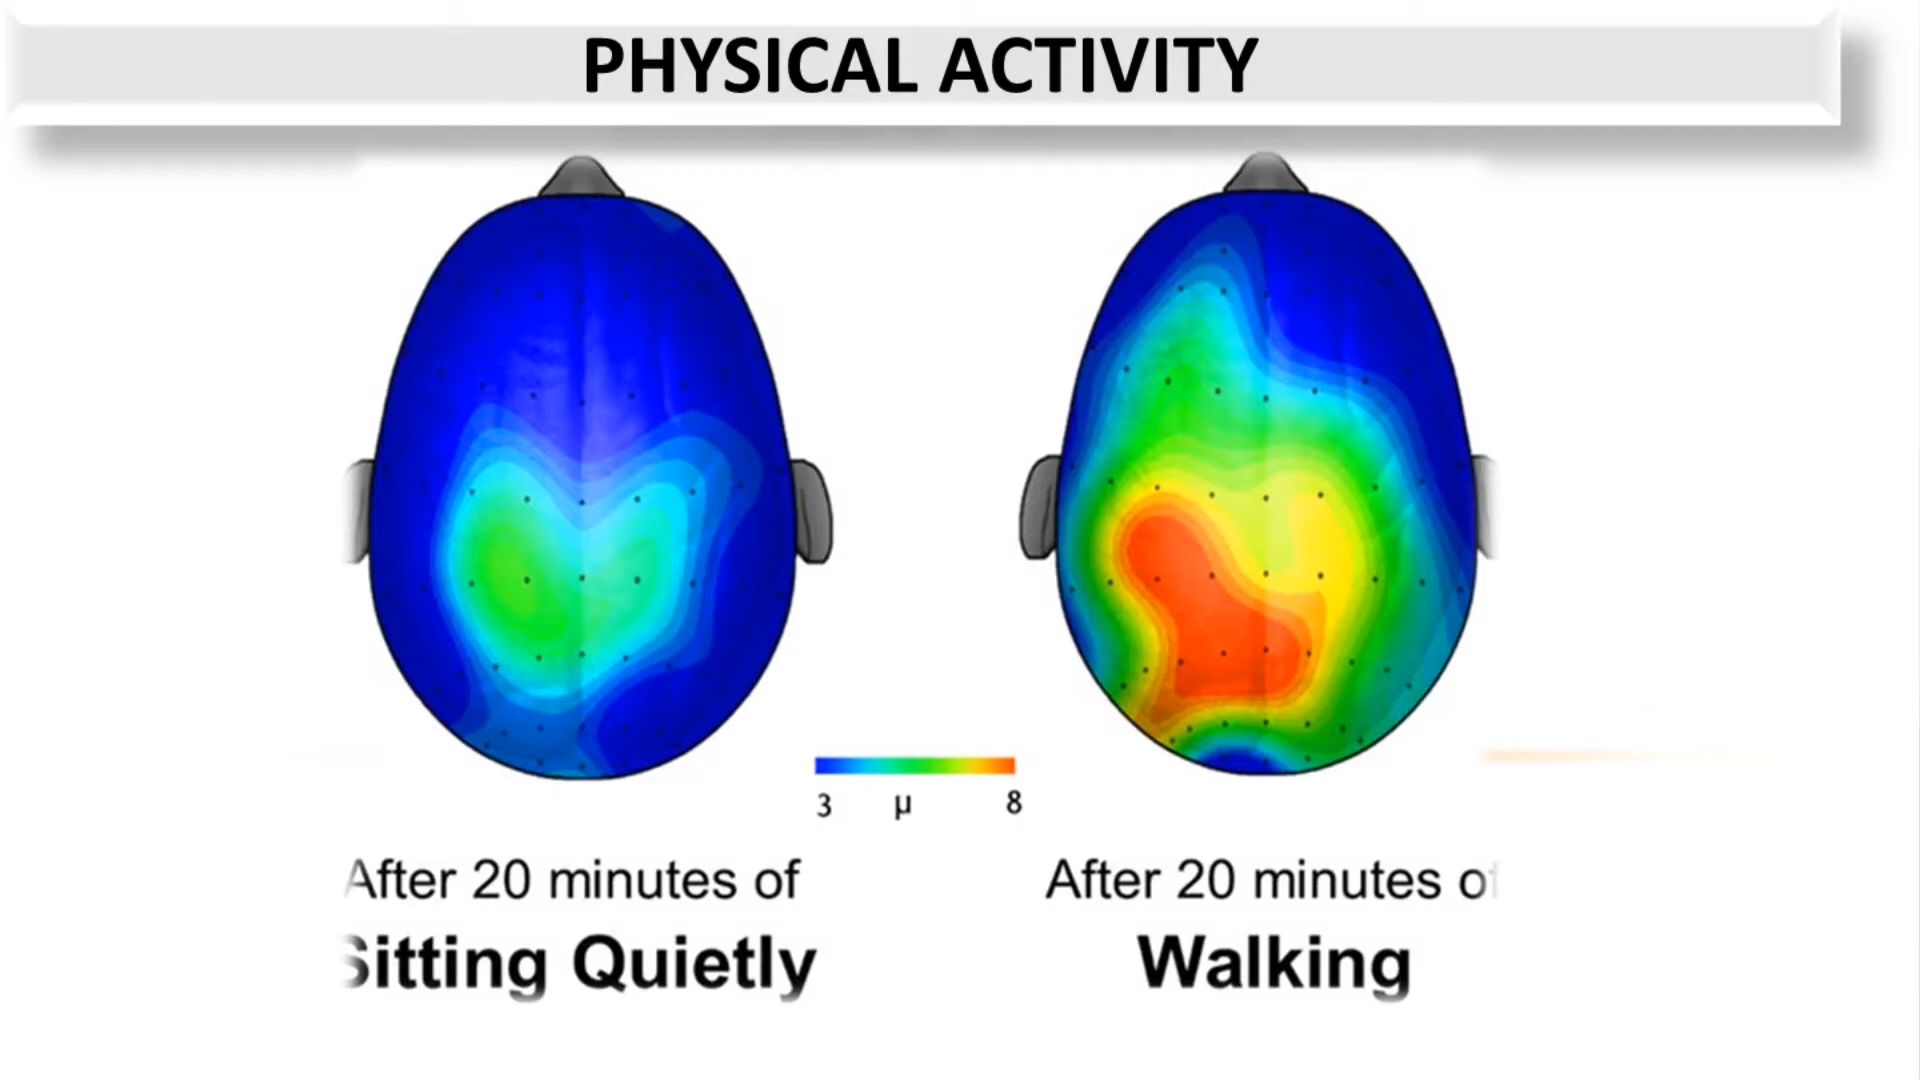 PHYSICAL ACTIVITY
3 μ 8
After 20 minutes of
Sitting Quietly
After 20 minutes of
Walking